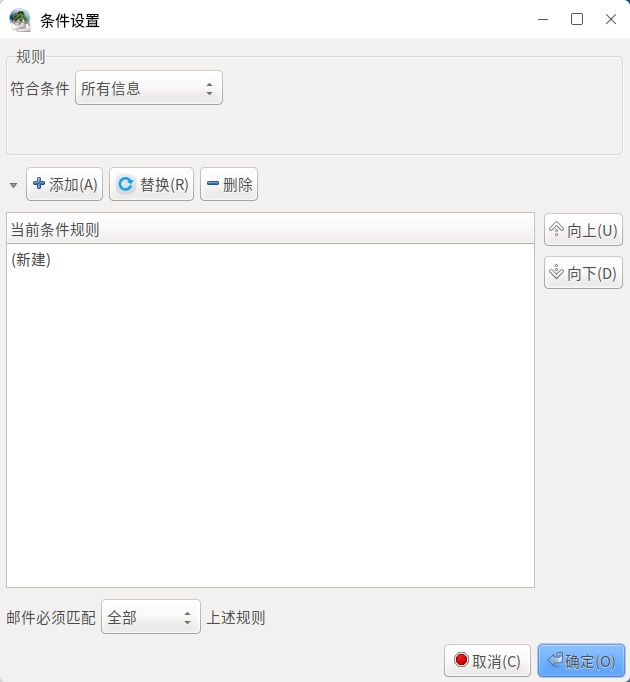 条件设置
规则
符合条件 所有信息
添加(A) 替换(R) 删除
当前条件规则
(新建)
向上(U)
向下(D)
邮件必须匹配 全部 上述规则
取消(C) 确定(O)